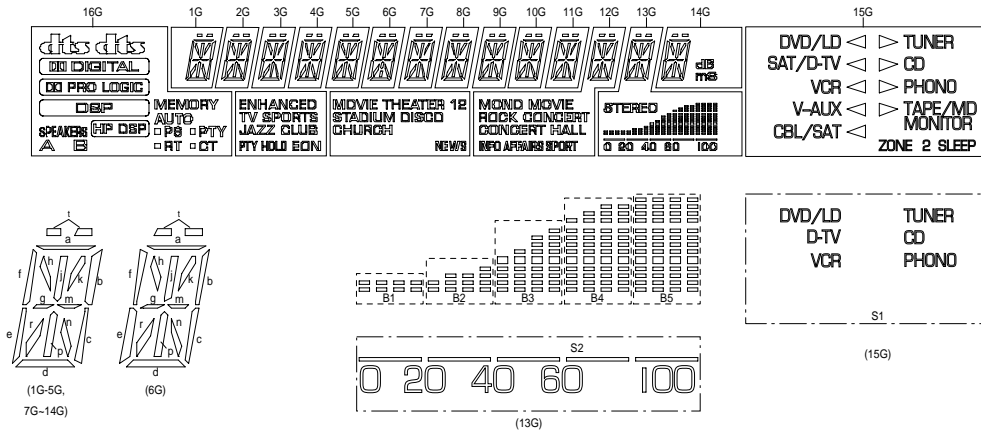 16G 1G 2G 3G 4G 5G 6G 7G 8G 9G 10G 11G 12G 13G 14G 15G
dts dts
DIGITAL
PRO LOGIC
DSP
SPEAKERS HP DSP
A B
MEMORY
AUTO
PS PTY
RT CT
dB
mS
ENHANCED
TV SPORTS
JAZZ CLUB
PTY HOLD EON
MOVIE THEATER 12
STADIUM DISCO
CHURCH
NEWS
MONO MOVIE
ROCK CONCERT
CONCERT HALL
INFO AFFAIRS SPORT
STEREO
0 20 40 60 100
DVD/LD TUNER
SAT/D-TV CD
VCR PHONO
V-AUX TAPE/MD
MONITOR
CBL/SAT
ZONE 2 SLEEP
t
a
f h j k b
g m
e r p n c
d
(1G-5G,
7G~14G)
t
a
f h j k b
g m
e r p n c
d
(6G)
B1 B2 B3 B4 B5
S2
0 20 40 60 100
(13G)
DVD/LD TUNER
D-TV CD
VCR PHONO
S1
(15G)